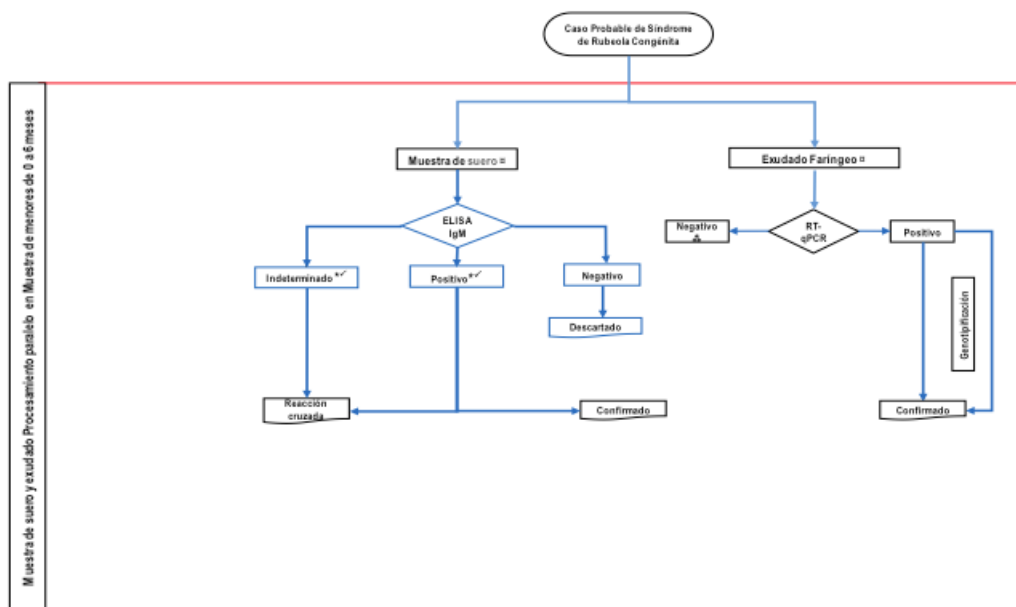 Caso Probable de Síndrome
de Rubeola Congénita
Muestra de suero y exudado Procesamiento paralelo en Muestra de menores de 0 a 6 meses
Muestra de suero ¤
Exudado Faríngeo ¤
ELISA
IgM
Negativo
RT-
qPCR
Positivo
Indeterminado *✓
Positivo*✓
Negativo
Descartado
Genotipificación
Reacción
cruzada
Confirmado
Confirmado